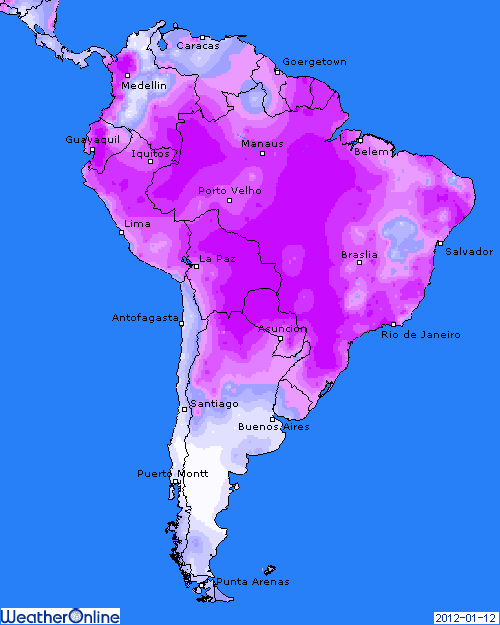 Caracas
Goergetown
Medellin
Guayaquil
Manaus
Belem
Iquitos
Porto Velho
Lima
Salvador
La Paz
Braslia
Antofagasta
Asuncion
Rio de Janeiro
Santiago
Buenos Aires
Puerto Montt
Punta Arenas
WeatherOnline
2012-01-12